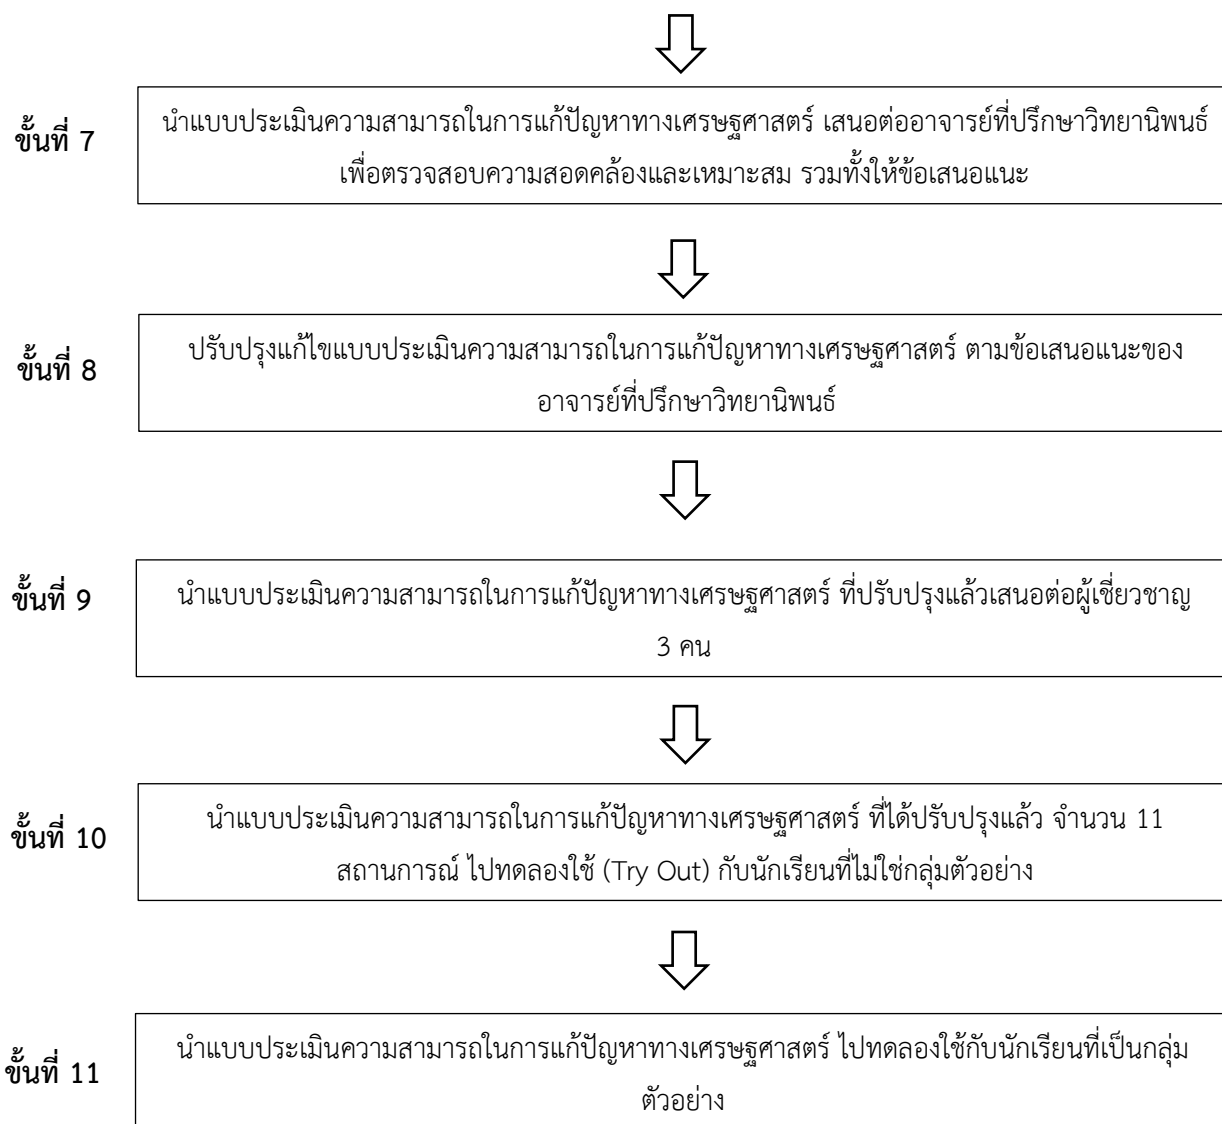 ขั้นที่ 7
นำแบบประเมินความสามารถในการแก้ปัญหาทางเศรษฐศาสตร์ เสนอต่ออาจารย์ที่ปรึกษาวิทยานิพนธ์
เพื่อตรวจสอบความสอดคล้องและเหมาะสม รวมทั้งให้ข้อเสนอแนะ
ขั้นที่ 8
ปรับปรุงแก้ไขแบบประเมินความสามารถในการแก้ปัญหาทางเศรษฐศาสตร์ ตามข้อเสนอแนะของ
อาจารย์ที่ปรึกษาวิทยานิพนธ์
ขั้นที่ 9
นำแบบประเมินความสามารถในการแก้ปัญหาทางเศรษฐศาสตร์ ที่ปรับปรุงแล้วเสนอต่อผู้เชี่ยวชาญ
3 คน
ขั้นที่ 10
นำแบบประเมินความสามารถในการแก้ปัญหาทางเศรษฐศาสตร์ ที่ได้ปรับปรุงแล้ว จำนวน 11
สถานการณ์ ไปทดลองใช้ (Try Out) กับนักเรียนที่ไม่ใช่กลุ่มตัวอย่าง
ขั้นที่ 11
นำแบบประเมินความสามารถในการแก้ปัญหาทางเศรษฐศาสตร์ ไปทดลองใช้กับนักเรียนที่เป็นกลุ่ม
ตัวอย่าง